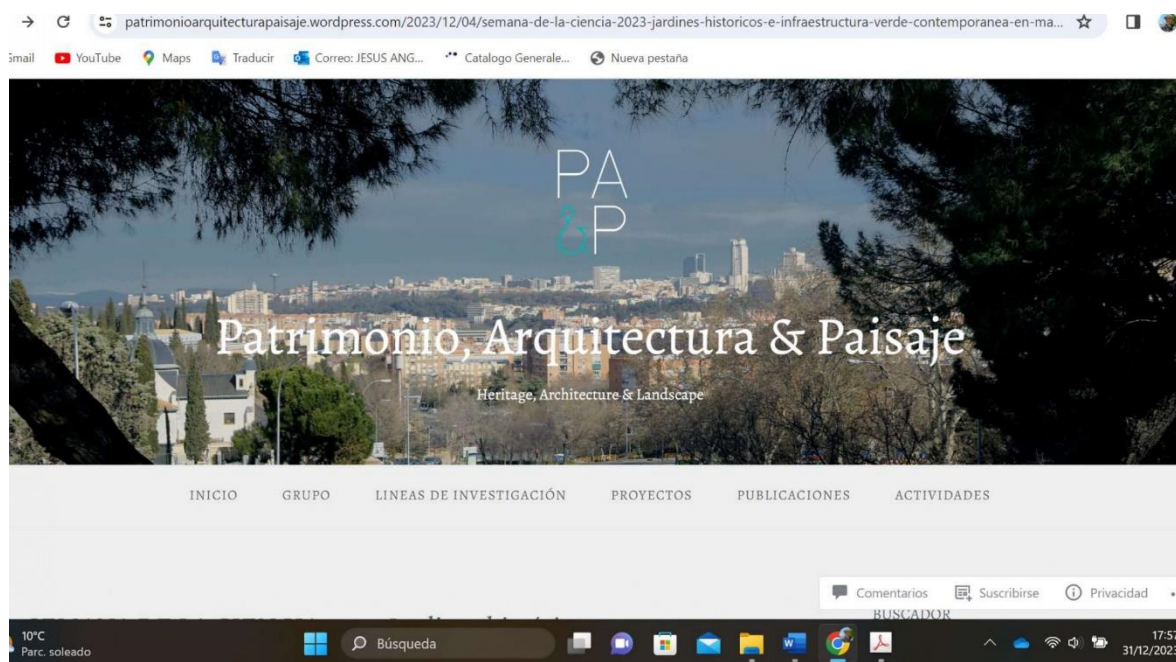 patrimonioarquitecturapaisaje.wordpress.com/2023/12/04/semana-de-la-ciencia-2023-jardines-historicos-e-infraestructura-verde-contemporanea-en-ma...
YouTube Maps Traducir Correo: JESUS ANG... Catalogo Generale... Nueva pestaña
PA
&P
Patrimonio, Arquitectura & Paisaje
Heritage, Architecture & Landscape
INICIO GRUPO LINEAS DE INVESTIGACIÓN PROYECTOS PUBLICACIONES ACTIVIDADES
Comentarios Suscribirse Privacidad
BUSCADOR
10°C
Parc. soleado
Búsqueda
17:57
31/12/202